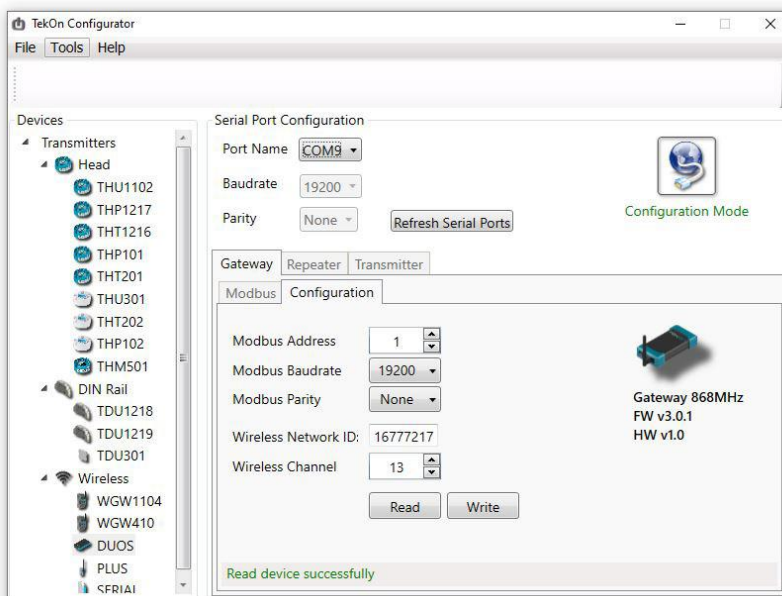 TekOn Configurator
File Tools Help
Devices
Transmitters
Head
THU1102
THP1217
THT1216
THP101
THT201
THU301
THT202
THP102
THM501
DIN Rail
TDU1218
TDU1219
TDU301
Wireless
WGW1104
WGW410
DUOS
PLUS
SERIAL
Serial Port Configuration
Port Name COM9
Baudrate 19200
Parity None Refresh Serial Ports
Configuration Mode
Gateway Repeater Transmitter
Modbus Configuration
Modbus Address 1
Modbus Baudrate 19200
Modbus Parity None
Wireless Network ID: 16777217
Wireless Channel 13
Read Write
Gateway 868MHz
FW v3.0.1
HW v1.0
Read device successfully